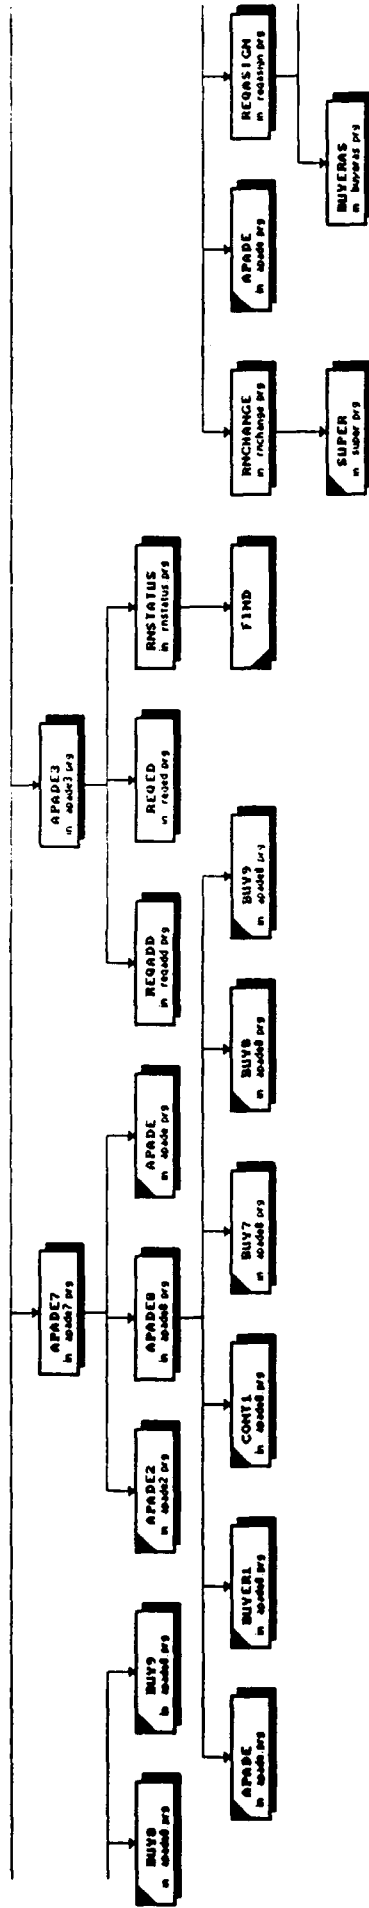 APADE7
in apade7.prg
APADE3
in apade3.prg
BUY8
in apade8.prg
BUY9
in apade8.prg
APADE2
in apade2.prg
APADE8
in apade8.prg
APADE
in apade.prg
REQADD
in reqadd.prg
REQED
in reqed.prg
RNSTATUS
in rnstatus.prg
APADE
in apade.prg
BUYER1
in apade8.prg
CONT1
in apade8.prg
BUY7
in apade8.prg
BUY8
in apade8.prg
BUY9
in apade8.prg
FIND
RNCHANGE
in rnchange.prg
APADE
in apade.prg
REQASIGN
in reqasign.prg
SUPER
in super.prg
BUYERAS
in buyeras.prg